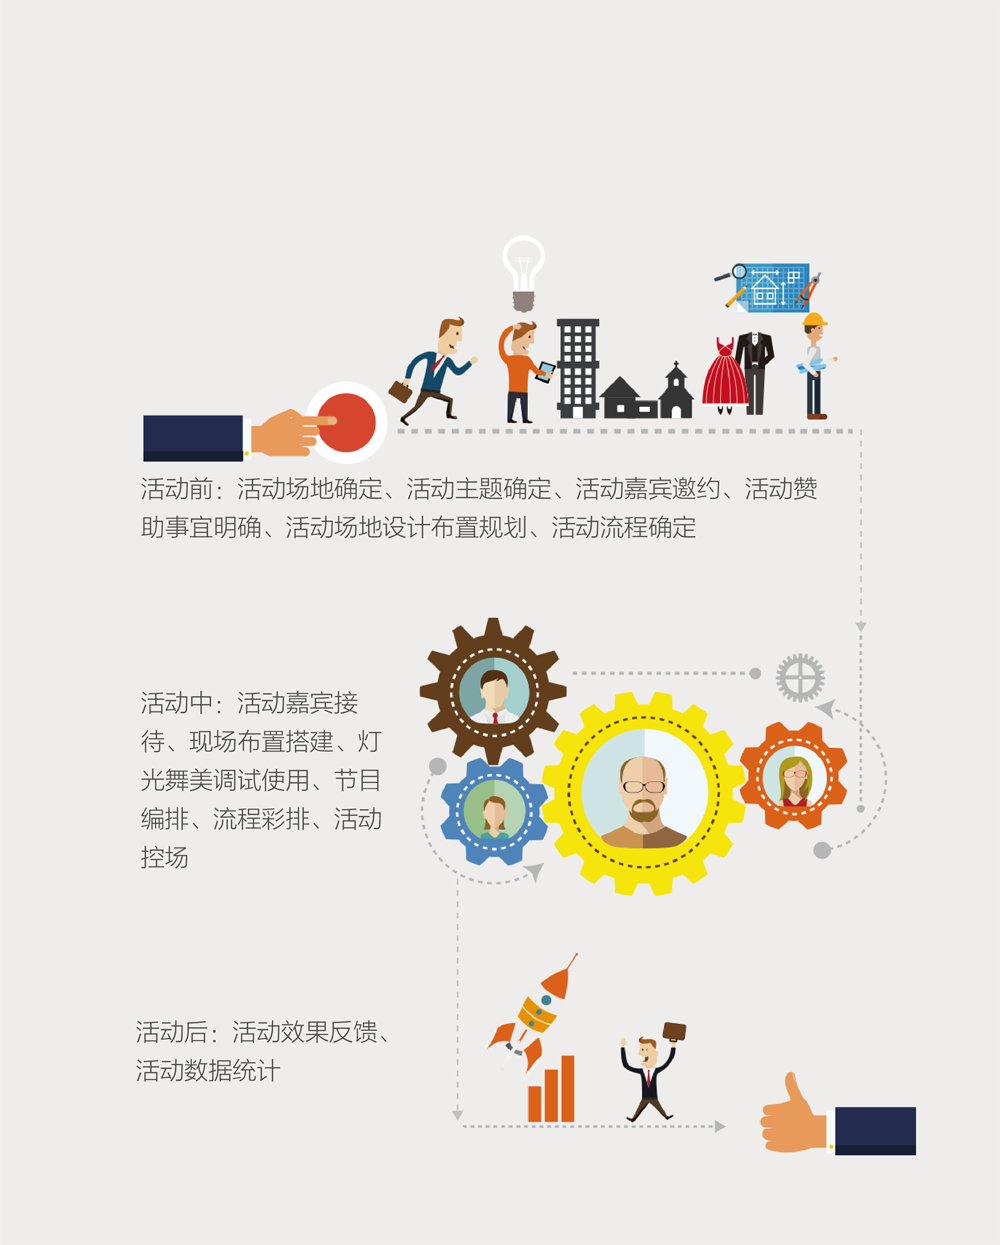 活动前：活动场地确定、活动主题确定、活动嘉宾邀约、活动赞
助事宜明确、活动场地设计布置规划、活动流程确定
活动中：活动嘉宾接
待、现场布置搭建、灯
光舞美调试使用、节目
编排、流程彩排、活动
控场
活动后：活动效果反馈、
活动数据统计